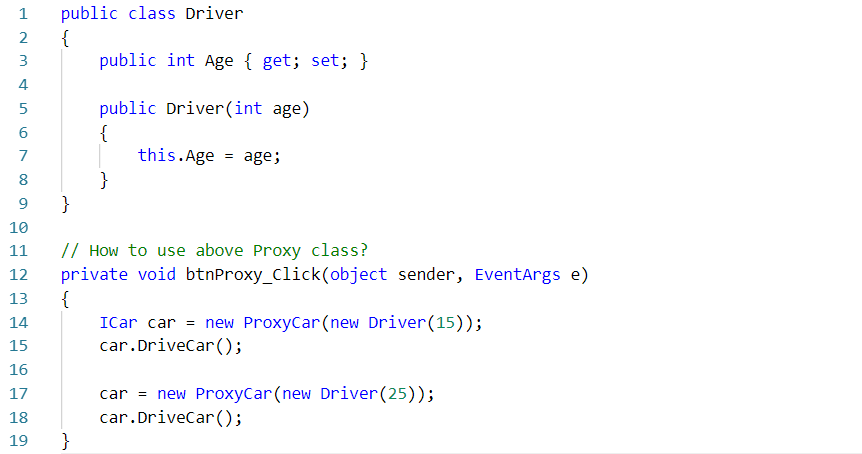 1 public class Driver
2 {
3     public int Age { get; set; }
4
5     public Driver(int age)
6     {
7         this.Age = age;
8     }
9 }
10
11 // How to use above Proxy class?
12 private void btnProxy_Click(object sender, EventArgs e)
13 {
14     ICar car = new ProxyCar(new Driver(15));
15     car.DriveCar();
16
17     car = new ProxyCar(new Driver(25));
18     car.DriveCar();
19 }